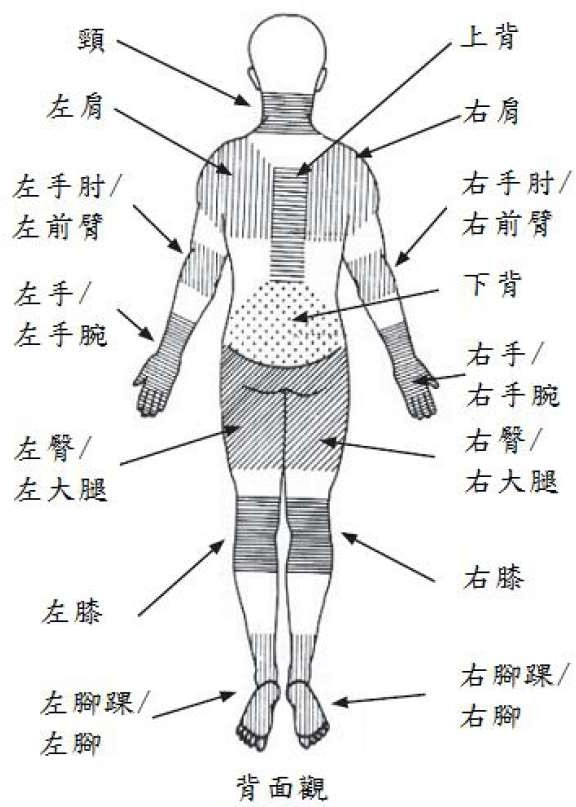 頸
上背
左肩
右肩
左手肘/
左前臂
右手肘/
右前臂
左手/
左手腕
下背
右手/
右手腕
左臀/
左大腿
右臀/
右大腿
左膝
右膝
左腳踝/
左腳
右腳踝/
右腳
背面觀